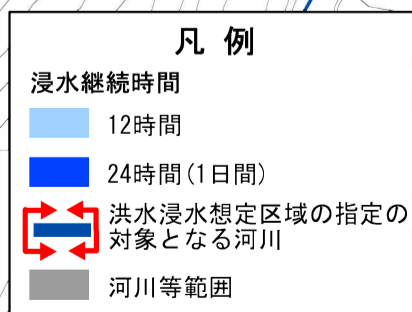 凡 例
浸水継続時間
12時間
24時間(1日間)
洪水浸水想定区域の指定の
対象となる河川
河川等範囲